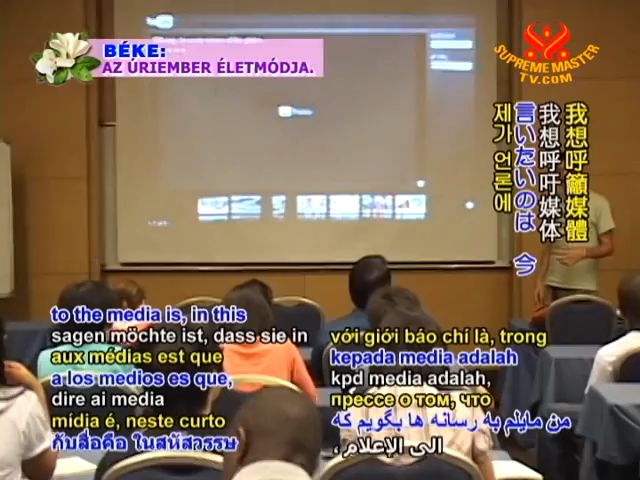 BÉKE:
AZ ÚRIEMBER ÉLETMÓDJA.
SUPREME MASTER
TV.COM
我想呼籲媒體
我想呼吁媒体
言いたいのは 今
제가 언론에
to the media is, in this
sagen möchte ist, dass sie in
aux médias est que
a los medios es que,
dire ai media
mídia é, neste curto
กับสื่อคือ ในสหัสวรรษ
với giới báo chí là, trong
kepada media adalah
kpd media adalah,
прессе о том, что
من مایلم به رسانه ها بگویم که
الى الإعلام،